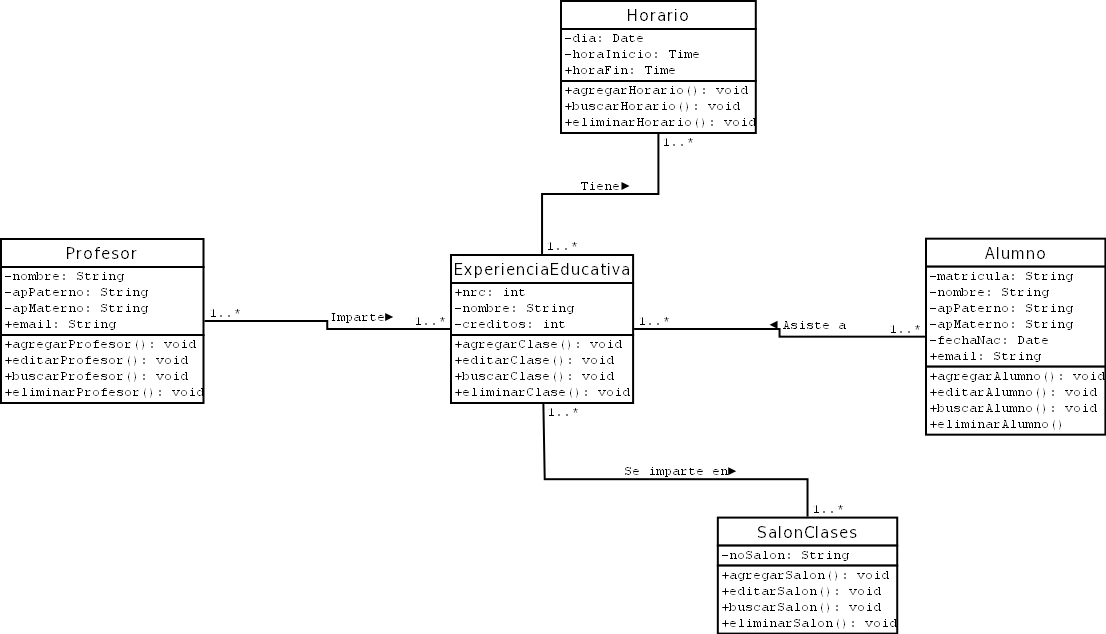 Horario
-dia: Date
-horaInicio: Time
+horaFin: Time
+agregarHorario(): void
+buscarHorario(): void
+eliminarHorario(): void
1..*
Tiene►
1..*
Profesor
-nombre: String
-apPaterno: String
-apMaterno: String
+email: String
+agregarProfesor(): void
+editarProfesor(): void
+buscarProfesor(): void
+eliminarProfesor(): void
1..*
Imparte►
1..*
ExperienciaEducativa
+nrc: int
-nombre: String
-creditos: int
+agregarClase(): void
+editarClase(): void
+buscarClase(): void
+eliminarClase(): void
1..*
◄Asiste a
1..*
Alumno
-matricula: String
-nombre: String
-apPaterno: String
-apMaterno: String
-fechaNac: Date
+email: String
+agregarAlumno(): void
+editarAlumno(): void
+buscarAlumno(): void
+eliminarAlumno()
1..*
Se imparte en►
1..*
SalonClases
-noSalon: String
+agregarSalon(): void
+editarSalon(): void
+buscarSalon(): void
+eliminarSalon(): void